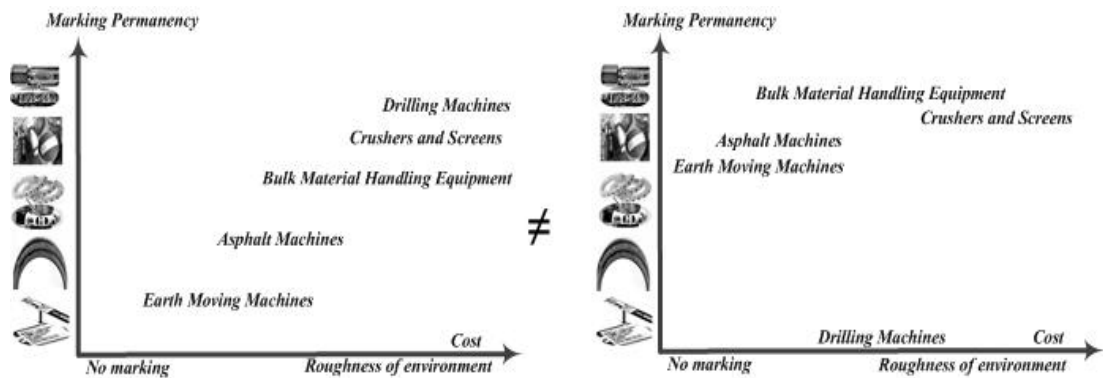 Marking Permanency
Drilling Machines
Crushers and Screens
Bulk Material Handling Equipment
Asphalt Machines
Earth Moving Machines
Cost
No marking
Roughness of environment
≠
Marking Permanency
Bulk Material Handling Equipment
Crushers and Screens
Asphalt Machines
Earth Moving Machines
Drilling Machines
Cost
No marking
Roughness of environment